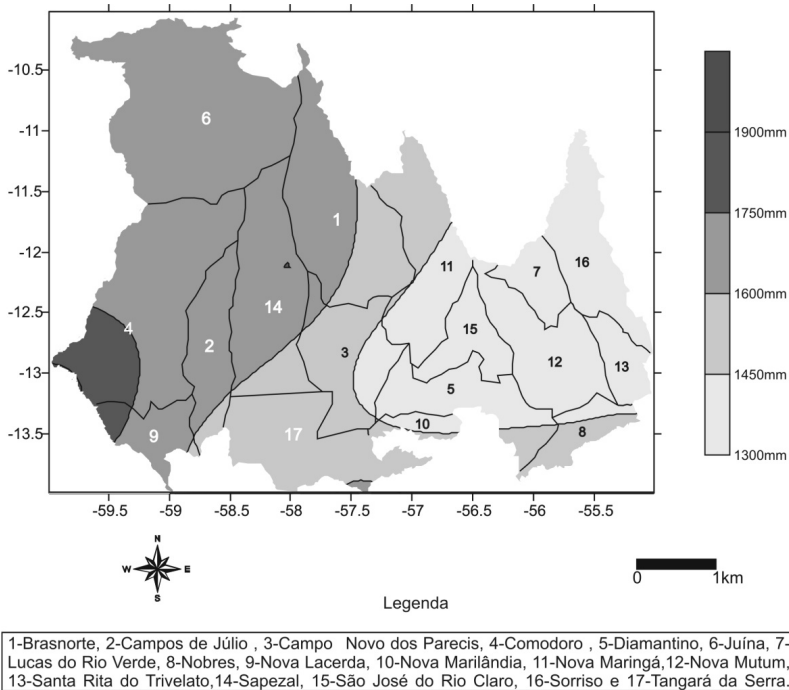 -10.5
-11
-11.5
-12
-12.5
-13
-13.5
6
1
11
7
16
4
14
2
15
3
12
13
5
10
9
17
8
1900mm
1750mm
1600mm
1450mm
1300mm
-59.5 -59 -58.5 -58 -57.5 -57 -56.5 -56 -55.5
N
W E
S
0 1km
Legenda
1-Brasnorte, 2-Campos de Júlio , 3-Campo Novo dos Parecis, 4-Comodoro , 5-Diamantino, 6-Juína, 7-
Lucas do Rio Verde, 8-Nobres, 9-Nova Lacerda, 10-Nova Marilândia, 11-Nova Maringá,12-Nova Mutum,
13-Santa Rita do Trivelato,14-Sapezal, 15-São José do Rio Claro, 16-Sorriso e 17-Tangará da Serra.